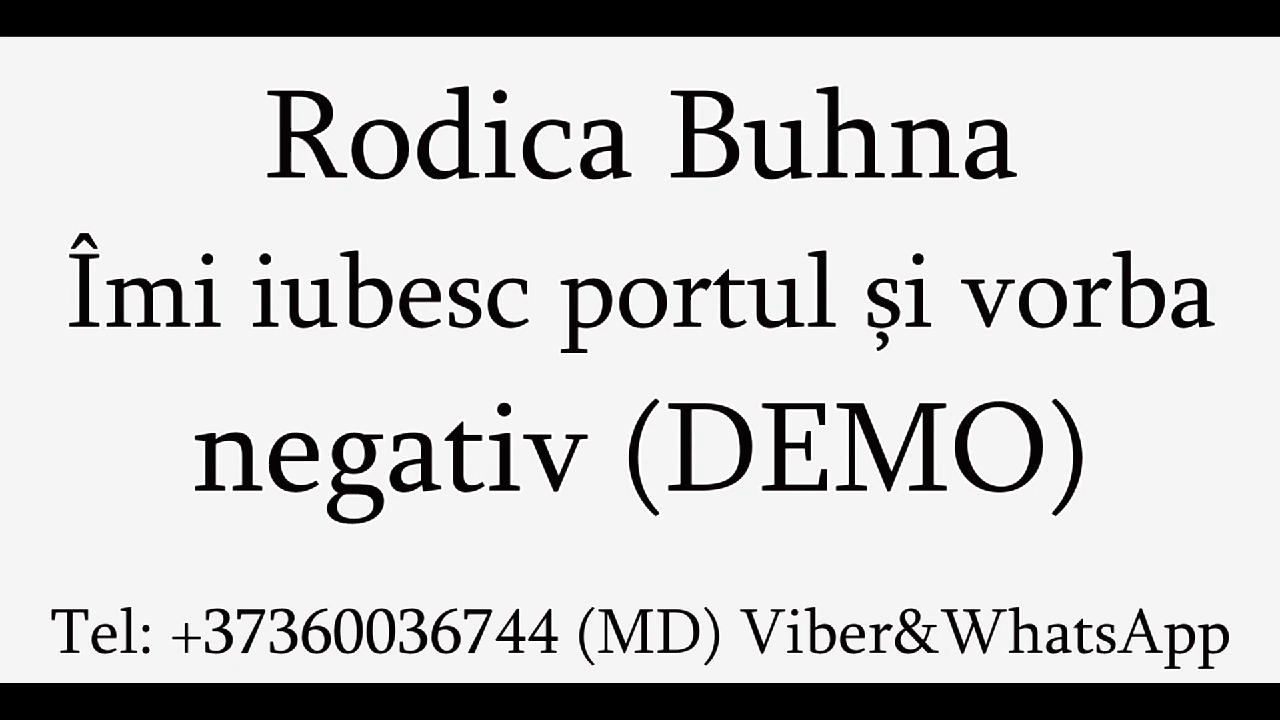 Rodica Buhna
Îmi iubesc portul și vorba
negativ (DEMO)
Tel: +37360036744 (MD) Viber&WhatsApp